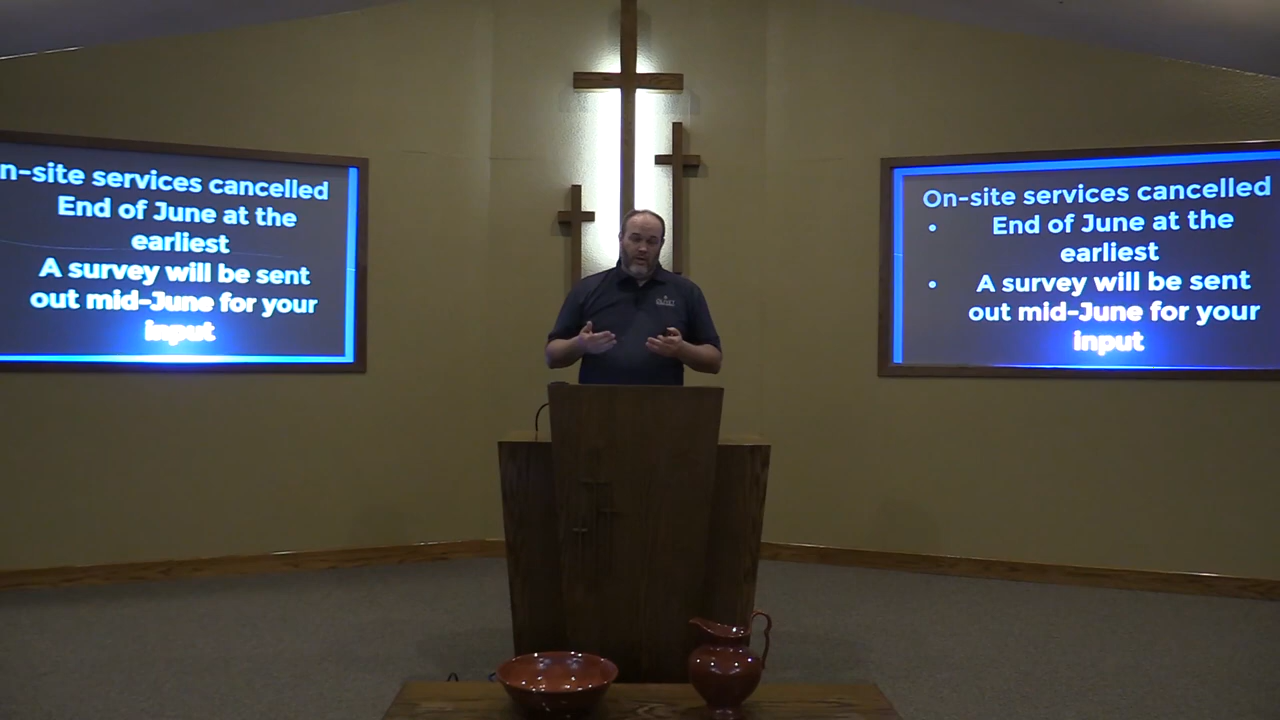 n-site services cancelled
End of June at the
earliest
A survey will be sent
out mid-June for your
input
On-site services cancelled
• End of June at the
earliest
• A survey will be sent
out mid-June for your
input